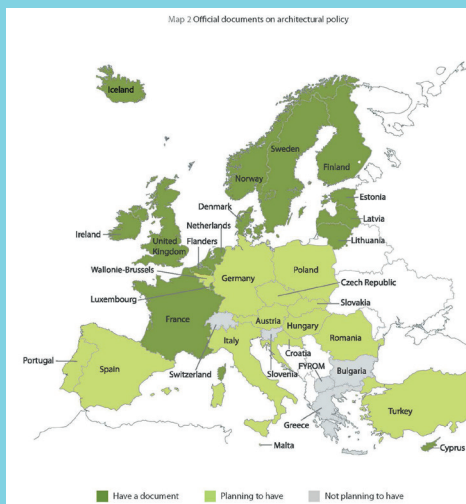 Map 2 Official documents on architectural policy
Iceland
Sweden
Finland
Norway
Estonia
Denmark
Latvia
Netherlands
Lithuania
Ireland
United
Kingdom
Flanders
Wallonie-Brussels
Germany
Poland
Czech Republic
Luxembourg
Slovakia
France
Austria
Hungary
Romania
Italy
Croatia
Portugal
Spain
Switzerland
Slovenia
FYROM
Bulgaria
Turkey
Greece
Malta
Cyprus
Have a document
Planning to have
Not planning to have